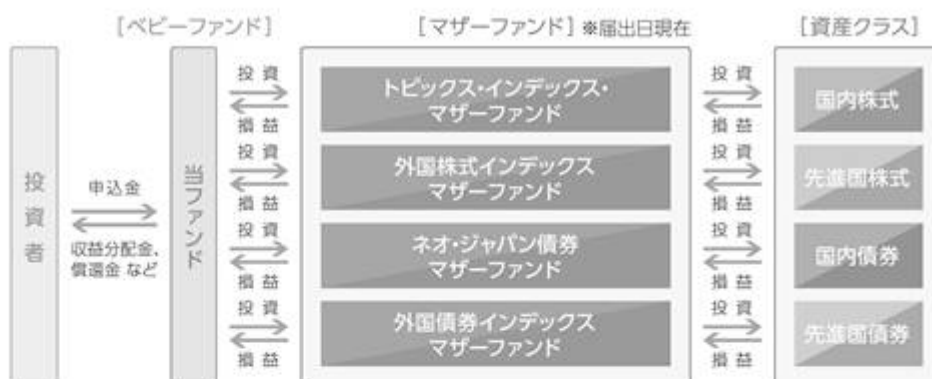 [ベビーファンド]
[マザーファンド] ※届出日現在
[資産クラス]
投資者
申込金
収益分配金、
償還金 など
当ファンド
投資
損益
トピックス・インデックス・
マザーファンド
投資
損益
国内株式
投資
損益
外国株式インデックス
マザーファンド
投資
損益
先進国株式
投資
損益
ネオ・ジャパン債券
マザーファンド
投資
損益
国内債券
投資
損益
外国債券インデックス
マザーファンド
投資
損益
先進国債券